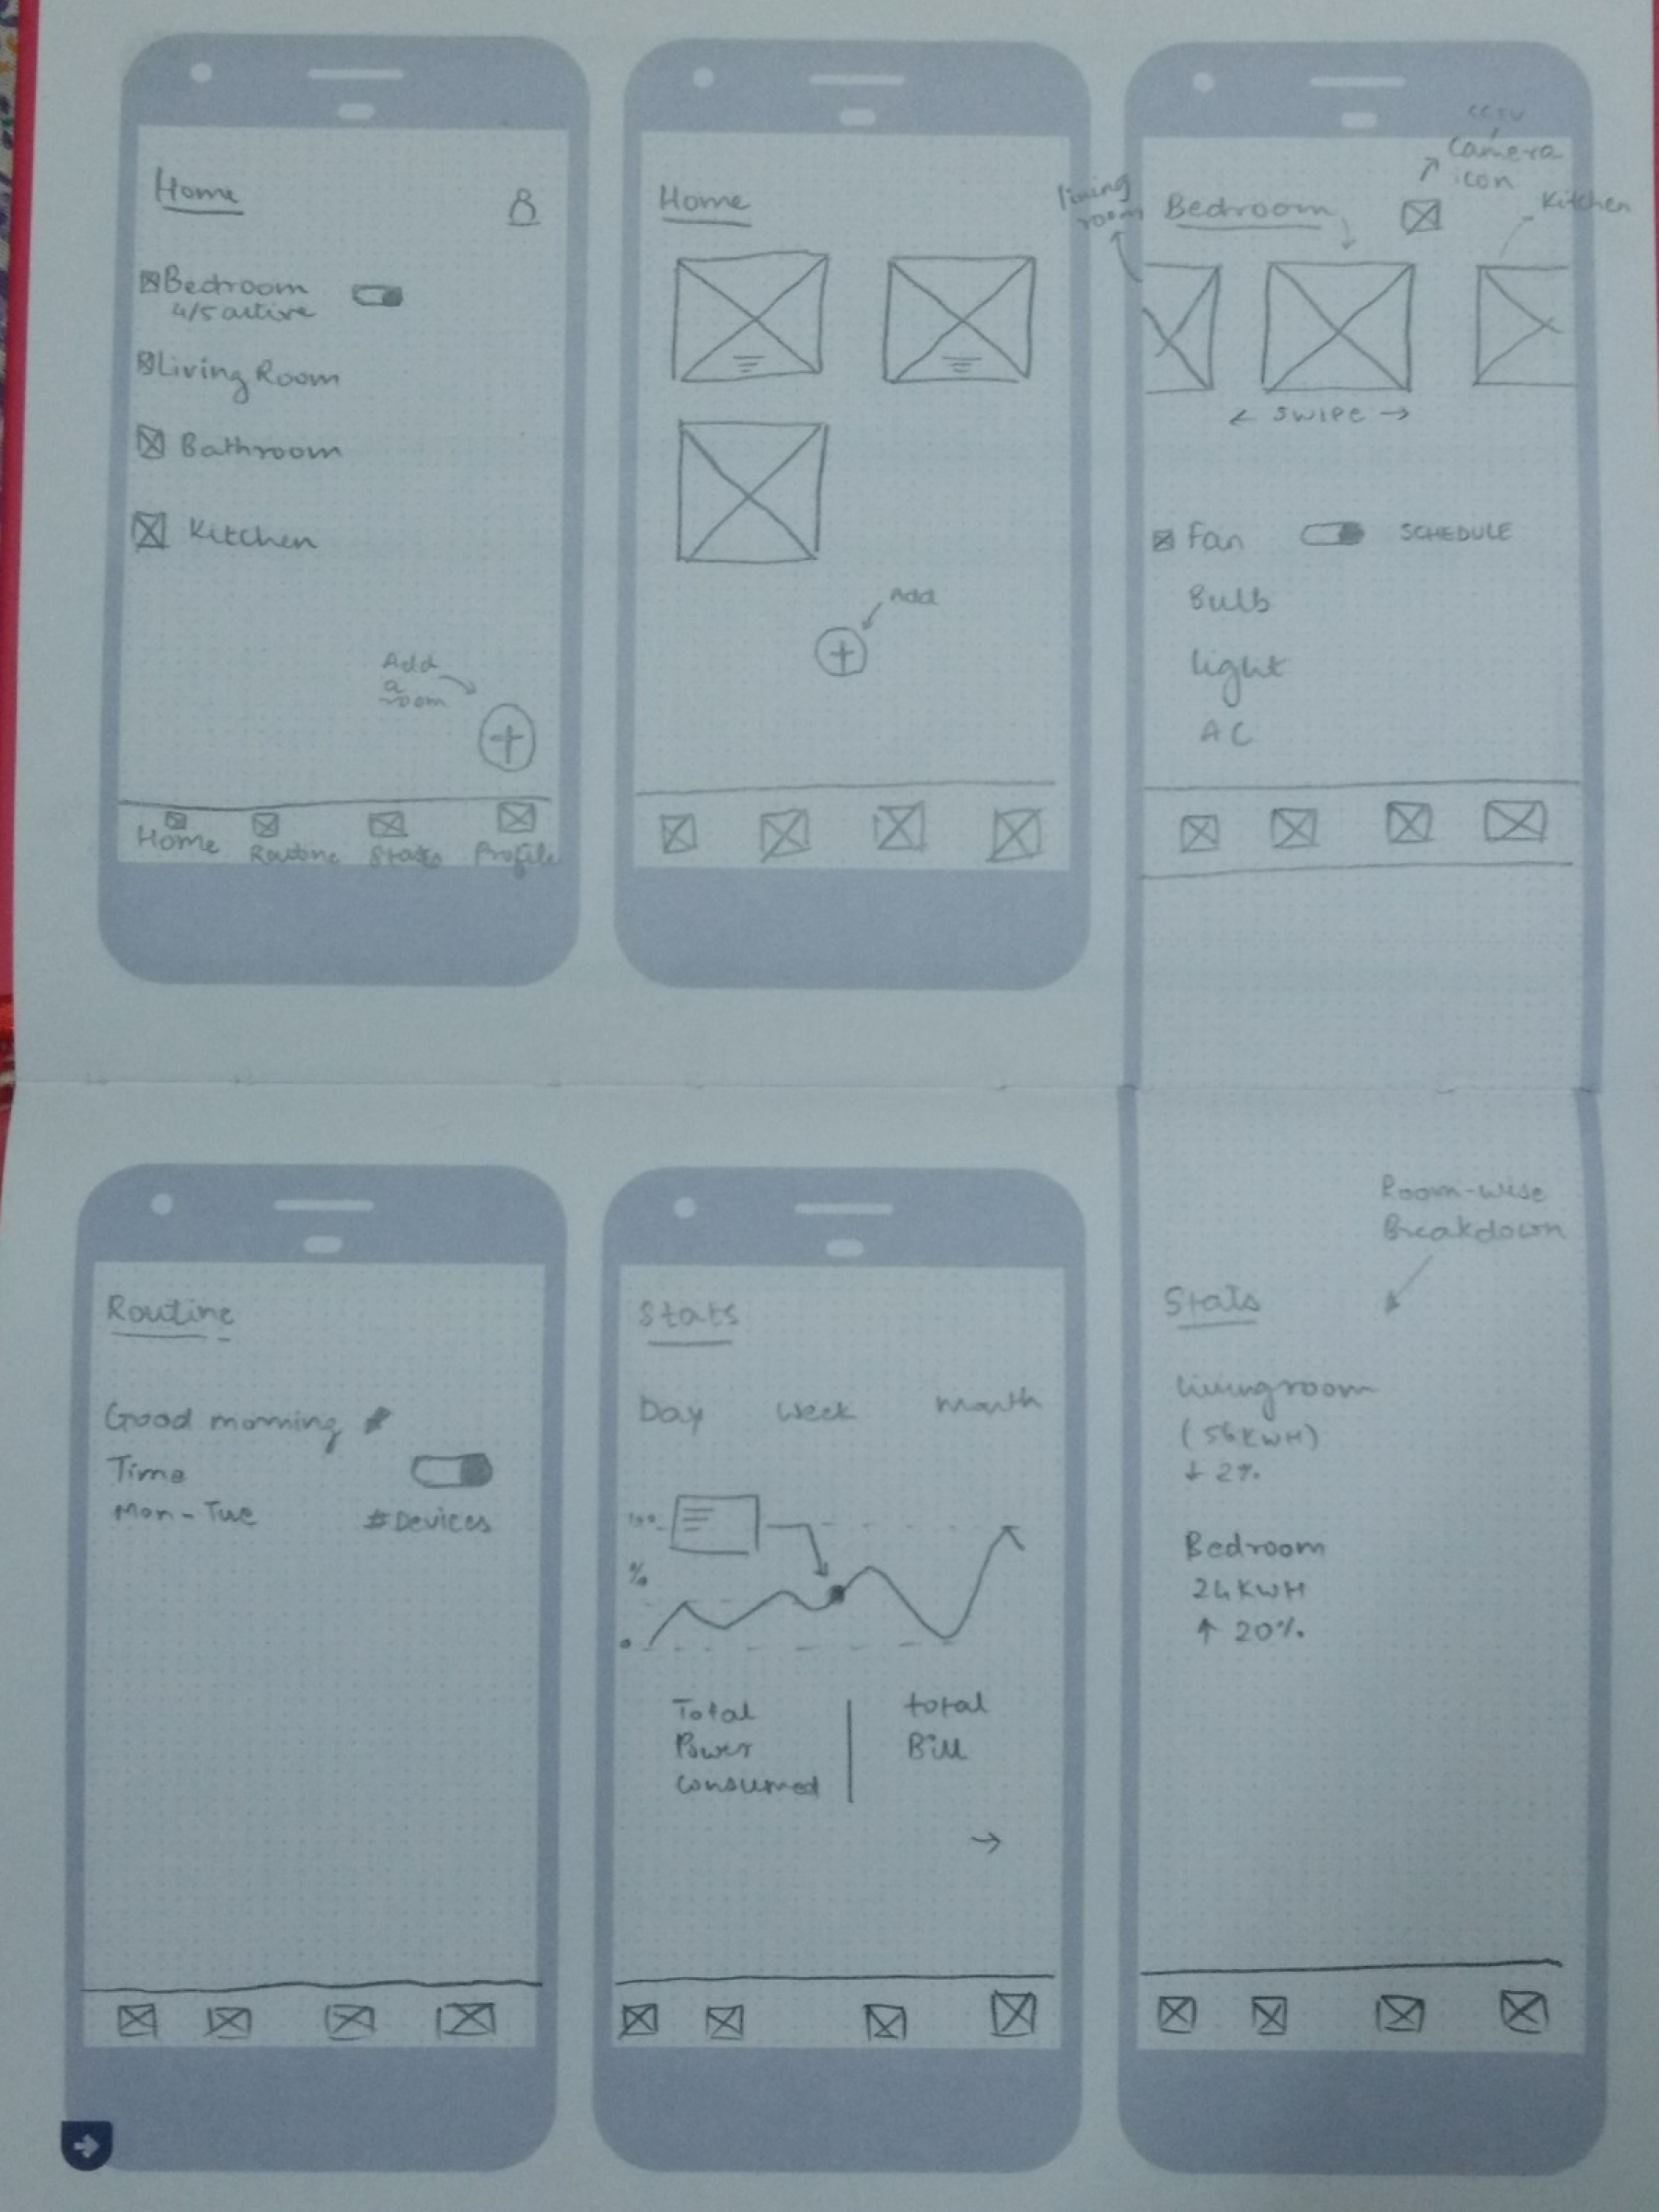 Home
Bedroom
4/5 active
Living Room
Bathroom
Kitchen
Add
a
room
Home Routine Stats Profile
Home
Add
CCTV
Camera
icon
living
room
Bedroom
Kitchen
← SWIPE →
Fan SCHEDULE
Bulb
light
AC
Routine
Good morning
Time
Mon - Tue
# Devices
Stats
Day week month
100
%
0
Total
Power
Consumed
total
Bill
→
Room-wise
Breakdown
Stats
livingroom
(56KWH)
↓ 2%
Bedroom
24KWH
↑ 20%